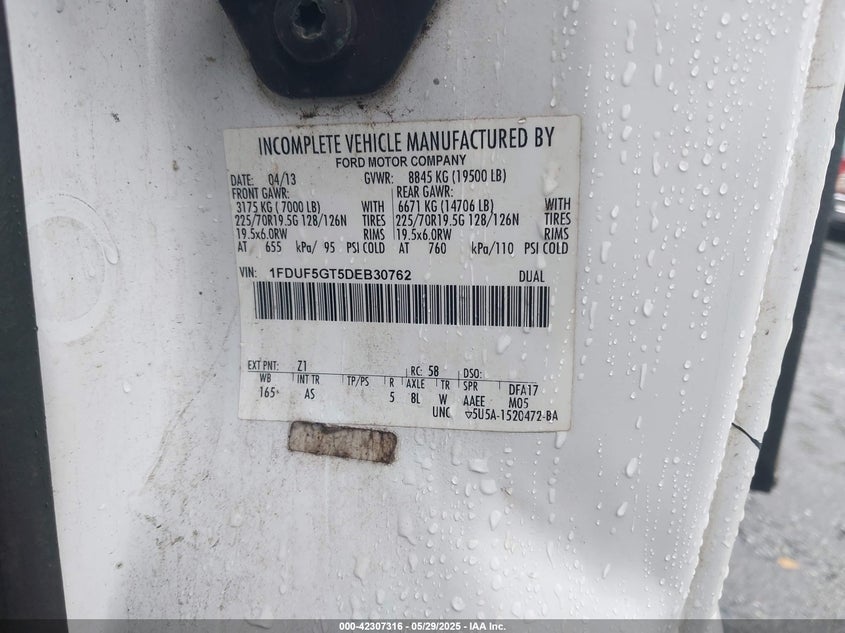 INCOMPLETE VEHICLE MANUFACTURED BY
FORD MOTOR COMPANY
DATE: 04/13 GVWR: 8845 KG (19500 LB)
FRONT GAWR: REAR GAWR:
3175 KG ( 7000 LB) WITH 6671 KG (14706 LB) WITH
225/70R19.5G 128/126N TIRES 225/70R19.5G 128/126N TIRES
19.5x6.0RW RIMS 19.5x6.0RW RIMS
AT 655 kPa/ 95 PSI COLD AT 760 kPa/110 PSI COLD
VIN: 1FDUF5GT5DEB30762 DUAL
EXT PNT: Z1 RC: 58 DSO:
WB INT TR TP/PS R AXLE TR SPR DFA17
165 AS 5 8L W AAEE M05
UNC ▽5U5A-1520472-BA
000-42307316 - 05/29/2025 - IAA Inc.